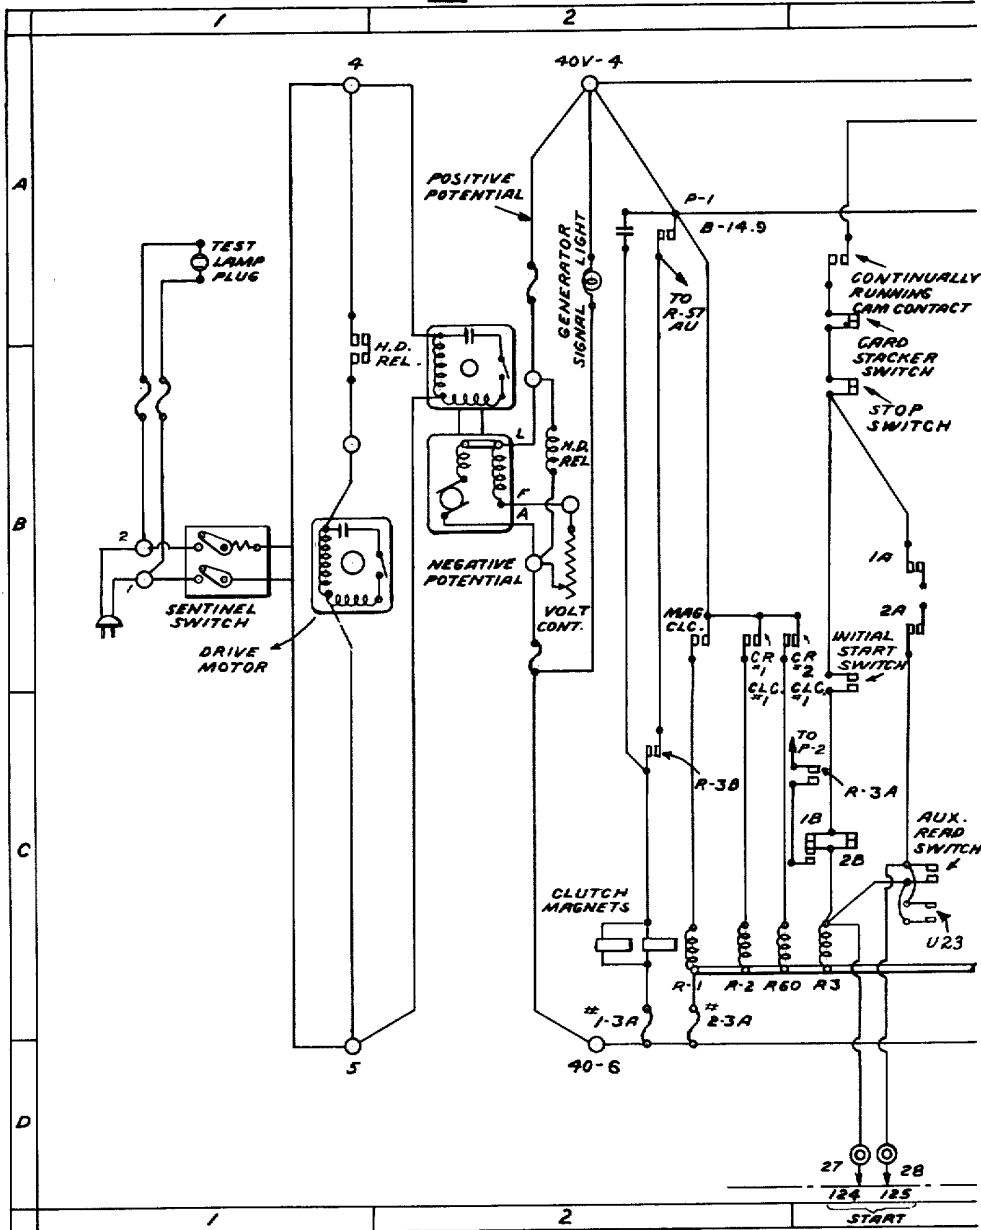 1
2
4
40V-4
A
POSITIVE
POTENTIAL
P-1
B-14.9
TEST
LAMP
PLUG
GENERATOR
SIGNAL LIGHT
TO
R-57
AU
CONTINUALLY
RUNNING
CAM CONTACT
H.D.
REL.
CARD
STACKER
SWITCH
STOP
SWITCH
L
H.D.
REL
F
A
B
2
1
SENTINEL
SWITCH
NEGATIVE
POTENTIAL
VOLT
CONT.
DRIVE
MOTOR
1A
2A
MAG
CLC.
CR
#1
CLC.
#1
CR
#2
CLC.
#1
INITIAL
START
SWITCH
TO
P-2
R-3B
R-3A
1B
2B
C
AUX.
READ
SWITCH
CLUTCH
MAGNETS
U23
R-1
R-2
R60
R3
#1-3A
#2-3A
5
40-6
D
27
28
124
125
START
1
2